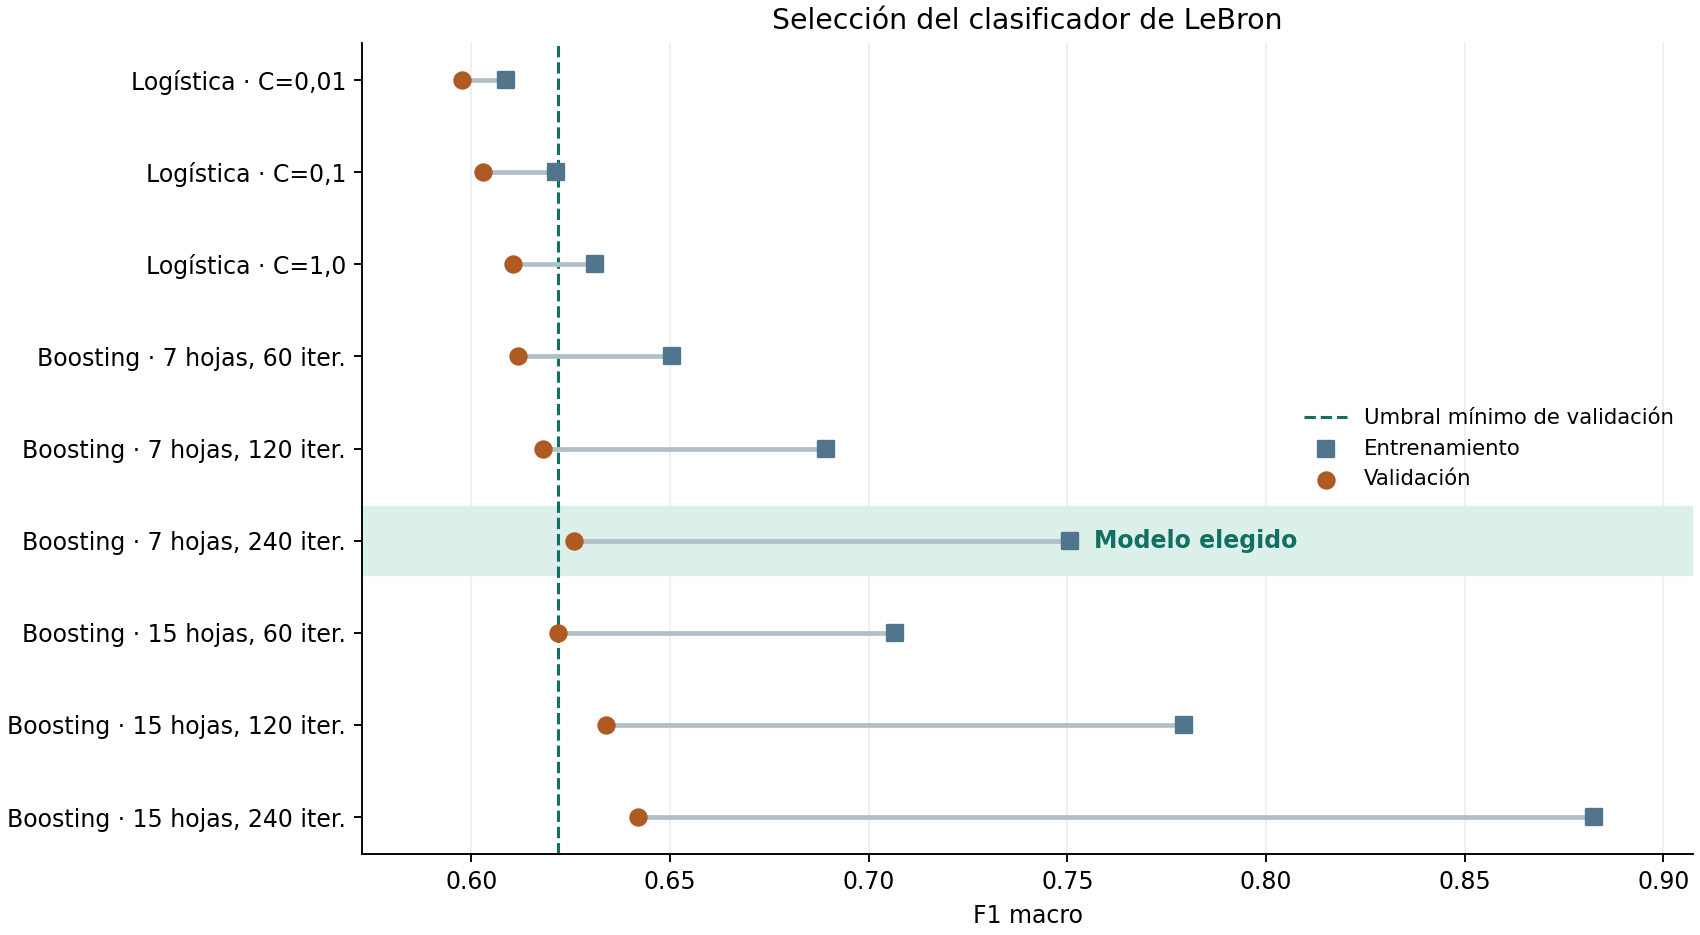 Selección del clasificador de LeBron
Logística · C=0,01
Logística · C=0,1
Logística · C=1,0
Boosting · 7 hojas, 60 iter.
Boosting · 7 hojas, 120 iter.
Boosting · 7 hojas, 240 iter.
Boosting · 15 hojas, 60 iter.
Boosting · 15 hojas, 120 iter.
Boosting · 15 hojas, 240 iter.
Umbral mínimo de validación
Entrenamiento
Validación
Modelo elegido
0.60 0.65 0.70 0.75 0.80 0.85 0.90
F1 macro